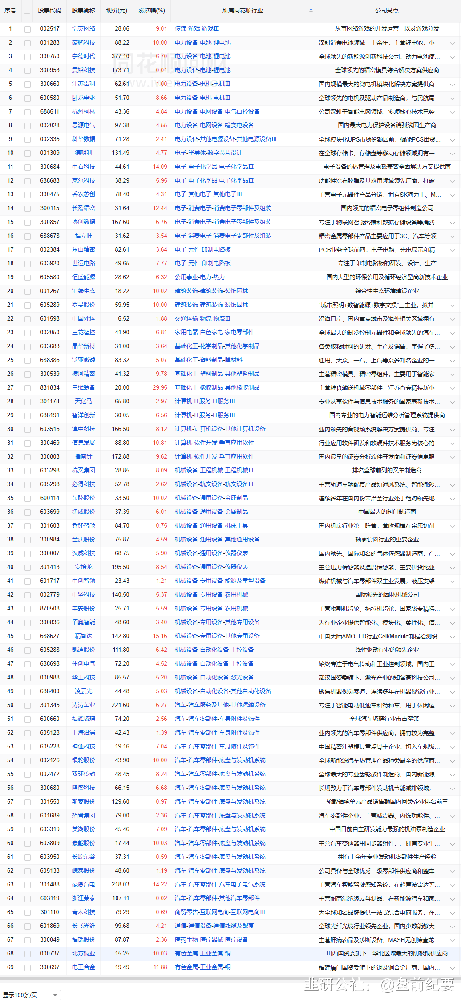 序号 股票代码 股票简称 现价(元) 涨跌幅(%) 所属同花顺行业 公司亮点
1 002517 恺英网络 28.06 9.01 传媒-游戏-游戏Ⅲ 从事网络游戏的开发运营，以及游戏分发
2 001283 豪鹏科技 88.22 10.00 电力设备-电池-锂电池 深耕消费电池领域二十余年，主营锂电池，小...
3 300750 宁德时代 377.10 6.70 电力设备-电池-锂电池 全球领先的新能源创新科技公司，动力电池使...
4 300953 震裕科技 173.71 0.01 电力设备-电池-锂电池 全球领先的精密模具综合解决方案供应商
5 300660 江苏雷利 62.61 1.00 电力设备-电机-电机Ⅲ 国内规模最大的微电机模块化解决方案提供商...
6 600580 卧龙电驱 51.70 8.66 电力设备-电机-电机Ⅲ 全球领先的电机及驱动产品制造商，与民航局...
7 688611 杭州柯林 43.36 4.84 电力设备-电网设备-电气自控设备 公司深耕于智能电网领域，多项核心技术已经...
8 002028 思源电气 97.38 4.55 电力设备-电网设备-输变电设备 国内最大电力保护设备消弧线圈生产商
9 002335 科华数据 71.28 2.41 电力设备-其他电源设备-其他电源设备Ⅲ 全球模块化UPS市场份额居前，储能PCS出货...
10 001309 德明利 131.49 4.77 电子-半导体-数字芯片设计 在全球存储卡、存储盘等移动存储领域拥有一...
11 300684 中石科技 44.61 14.09 电子-电子化学品-电子化学品Ⅲ 电子设备的热管理及电磁兼容全面解决方案提供商
12 688683 莱尔科技 38.29 5.95 电子-电子化学品-电子化学品Ⅲ 功能性涂布胶膜及其应用领域领先厂商，打破...
13 300475 香农芯创 78.40 4.31 电子-其他电子-其他电子Ⅲ 主营电子元器件产品分销，拥有SK海力士、M...
14 300115 长盈精密 31.64 12.44 电子-消费电子-消费电子零部件及组装 国内领先的精密电子零组件制造公司
15 300857 协创数据 167.60 6.76 电子-消费电子-消费电子零部件及组装 专注于物联网智能终端和数据存储设备等消费...
16 688678 福立旺 31.62 3.54 电子-消费电子-消费电子零部件及组装 精密金属零部件产品主要应用于3C、汽车等领...
17 002384 东山精密 82.61 3.64 电子-元件-印制电路板 PCB业务全球前四，电子电路、光电显示和精...
18 603920 世运电路 49.65 7.77 电子-元件-印制电路板 专注于印制电路板的研发、设计、生产
19 605580 恒盛能源 28.62 6.32 公用事业-电力-热力 国内大型的环保公用及循环经济型高新技术企业
20 001267 汇绿生态 18.22 10.02 建筑装饰-建筑装饰-装饰园林 综合性生态环境建设企业
21 605289 罗曼股份 59.95 10.00 建筑装饰-建筑装饰-装饰园林 “城市照明+数智能源+数字文娱”三主业，拟并...
22 601598 中国外运 6.52 1.88 交通运输-物流-物流Ⅲ 沿海口岸、国内重点城市及海外相关区域拥有...
23 002050 三花智控 41.90 6.81 家用电器-白色家电-家电零部件 全球最大的制冷控制元器件和全球领先的汽车...
24 603683 晶华新材 31.00 3.64 基础化工-化学制品-其他化学制品 各类胶粘材料的研发、生产及销售，掌握了多...
25 688386 泛亚微透 83.32 5.07 基础化工-塑料制品-膜材料 通用、大众、一汽、上汽等众多知名企业的一...
26 300539 横河精密 41.32 9.78 基础化工-塑料制品-其他塑料制品 主营精密模具、精密零组件，主要用于智能家...
27 831834 三维装备 20.00 29.95 基础化工-橡胶制品-其他橡胶制品 主营粮食输送机械零部件，江苏省专精特新小...
28 301178 天亿马 65.80 2.97 计算机-IT服务-IT服务Ⅲ 专业从事软件与信息技术服务的国家高新技术...
29 688191 智洋创新 30.05 6.56 计算机-IT服务-IT服务Ⅲ 国内专业的电力智能运维分析管理系统提供商
30 603516 淳中科技 166.50 8.12 计算机-计算机设备-其他计算机设备 业内领先的音视频系统解决方案提供商，专注...
31 300469 信息发展 88.80 10.81 计算机-软件开发-垂直应用软件 行业应用软件研发和软硬件技术服务为核心的...
32 300803 指南针 172.88 9.62 计算机-软件开发-垂直应用软件 国内最早的证券分析软件开发商和证券信息服...
33 603298 杭叉集团 28.85 8.09 机械设备-工程机械-工程机械Ⅲ 排名全球前列的叉车制造商
34 605298 必得科技 52.78 2.62 机械设备-轨交设备-轨交设备Ⅲ 主营轨道车辆配套产品如通风系统、智能撒砂...
35 600114 东睦股份 33.50 10.02 机械设备-通用设备-金属制品 连续多年在国内粉末冶金行业处于绝对领先地...
36 603699 纽威股份 37.39 6.01 机械设备-通用设备-金属制品 中国最大的阀门制造商
37 301603 乔锋智能 84.70 0.75 机械设备-通用设备-机床工具 国内机床行业第二阵营，营收规模在金属切削...
38 300984 金沃股份 75.87 4.59 机械设备-通用设备-其他通用设备 轴承套圈行业的重要企业
39 300007 汉威科技 68.75 5.90 机械设备-通用设备-仪器仪表 国内领先、国际知名的气体传感器制造商，产...
40 301413 安培龙 195.50 8.54 机械设备-通用设备-仪器仪表 主营压力传感器及温度传感器，主要供货比亚...
41 601717 中创智领 23.43 1.21 机械设备-专用设备-能源及重型设备 煤矿机械与汽车零部件双主业发展，液压支架...
42 002779 中坚科技 140.50 5.37 机械设备-专用设备-农用机械 国际领先的园林机械公司
43 870508 丰安股份 25.71 5.59 机械设备-专用设备-农用机械 主营收割机齿轮、拖拉机齿轮，国家级专精特...
44 300836 佰奥智能 48.60 3.40 机械设备-专用设备-其他专用设备 为行业企业提供智能化、模块化、柔性化、信...
45 688627 精智达 142.80 15.16 机械设备-专用设备-其他专用设备 中国大陆AMOLED行业Cell/Module制程检测设...
46 605288 凯迪股份 111.80 6.42 机械设备-自动化设备-工控设备 线性驱动行业的领先企业
47 688698 伟创电气 72.20 4.52 机械设备-自动化设备-工控设备 始终专注于电气传动和工业控制领域，国内工...
48 000988 华工科技 85.57 5.20 机械设备-自动化设备-激光设备 武汉国资委旗下，激光产业的知名高科技公司...
49 688400 凌云光 44.48 5.03 机械设备-自动化设备-其他自动化设备 聚焦机器视觉赛道，连续多年在机器视觉行业...
50 301345 涛涛车业 221.60 6.27 汽车-汽车服务及其他-其他运输设备 专注于智能电动低速车和特种车，用于休闲运...
51 600660 福耀玻璃 74.20 2.56 汽车-汽车零部件-车身附件及饰件 全球汽车玻璃行业市占率第一
52 605128 上海沿浦 42.43 1.39 汽车-汽车零部件-车身附件及饰件 业内领先的汽车零部件供应商，拥有较为完整...
53 605228 神通科技 19.16 7.04 汽车-汽车零部件-车身附件及饰件 中国精密注塑模具重点骨干企业，切入车规级...
54 002126 银轮股份 43.90 10.00 汽车-汽车零部件-底盘与发动机系统 全球新能源汽车热管理产品种类最全的供应商...
55 002472 双环传动 48.45 8.24 汽车-汽车零部件-底盘与发动机系统 全球最大的专业齿轮散件制造商，国内新能源...
56 300680 隆盛科技 66.15 6.68 汽车-汽车零部件-底盘与发动机系统 长期致力于汽车零部件发动机节能减排领域，...
57 301550 斯菱股份 129.60 0.97 汽车-汽车零部件-底盘与发动机系统 轮毂轴承单元产品销售额国内同类企业排名前三
58 601689 拓普集团 79.00 2.36 汽车-汽车零部件-底盘与发动机系统 汽车零部件企业，主营减震器、内饰功能件、...
59 603319 美湖股份 45.46 7.09 汽车-汽车零部件-底盘与发动机系统 中国目前自主研发能力最强的机油泵制造企业
60 603809 豪能股份 17.44 10.03 汽车-汽车零部件-底盘与发动机系统 主营汽车变速器用同步器组件，、拥有专业生...
61 603950 长源东谷 37.31 0.59 汽车-汽车零部件-底盘与发动机系统 拥有十余年专业发动机零部件生产经验
62 605133 嵘泰股份 48.60 1.19 汽车-汽车零部件-底盘与发动机系统 公司具备与全球优秀一级零部件供应商和整车...
63 301488 豪恩汽电 218.03 14.22 汽车-汽车零部件-汽车电子电气系统 主营汽车智能驾驶感知系统，在超声波雷达等...
64 603119 浙江荣泰 107.11 0.02 汽车-汽车零部件-其他汽车零部件 主营耐高温绝缘云母制品，在新能源汽车和家...
65 301110 青木科技 79.29 0.69 商贸零售-互联网电商-互联网电商Ⅲ 为全球知名品牌提供一站式综合电商服务，在...
66 601869 长飞光纤 99.68 4.21 通信-通信设备-通信线缆及配套 全球光纤光缆行业领先企业，国内少数能够大...
67 300049 福瑞股份 87.87 2.36 医药生物-医疗器械-医疗设备 主营肝病药品及诊断设备，MASH无创筛查龙...
68 000737 北方铜业 15.25 10.03 有色金属-工业金属-铜 山西国资委旗下，华北区域最大的阴极铜供应商
69 300697 电工合金 19.49 11.88 有色金属-工业金属-铜 福建厦门国资委旗下的铜及铜合金厂商，国内...
韭研公社：@盘前纪要
显示100条/页